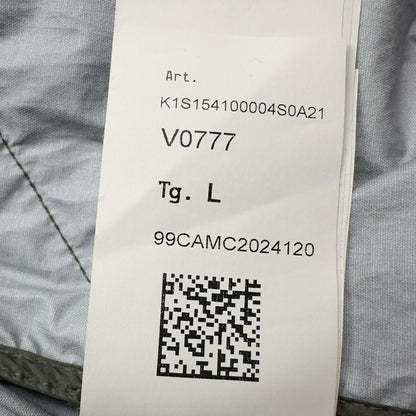 Art.
K1S154100004S0A21
V0777
Tg. L
99CAMC2024120